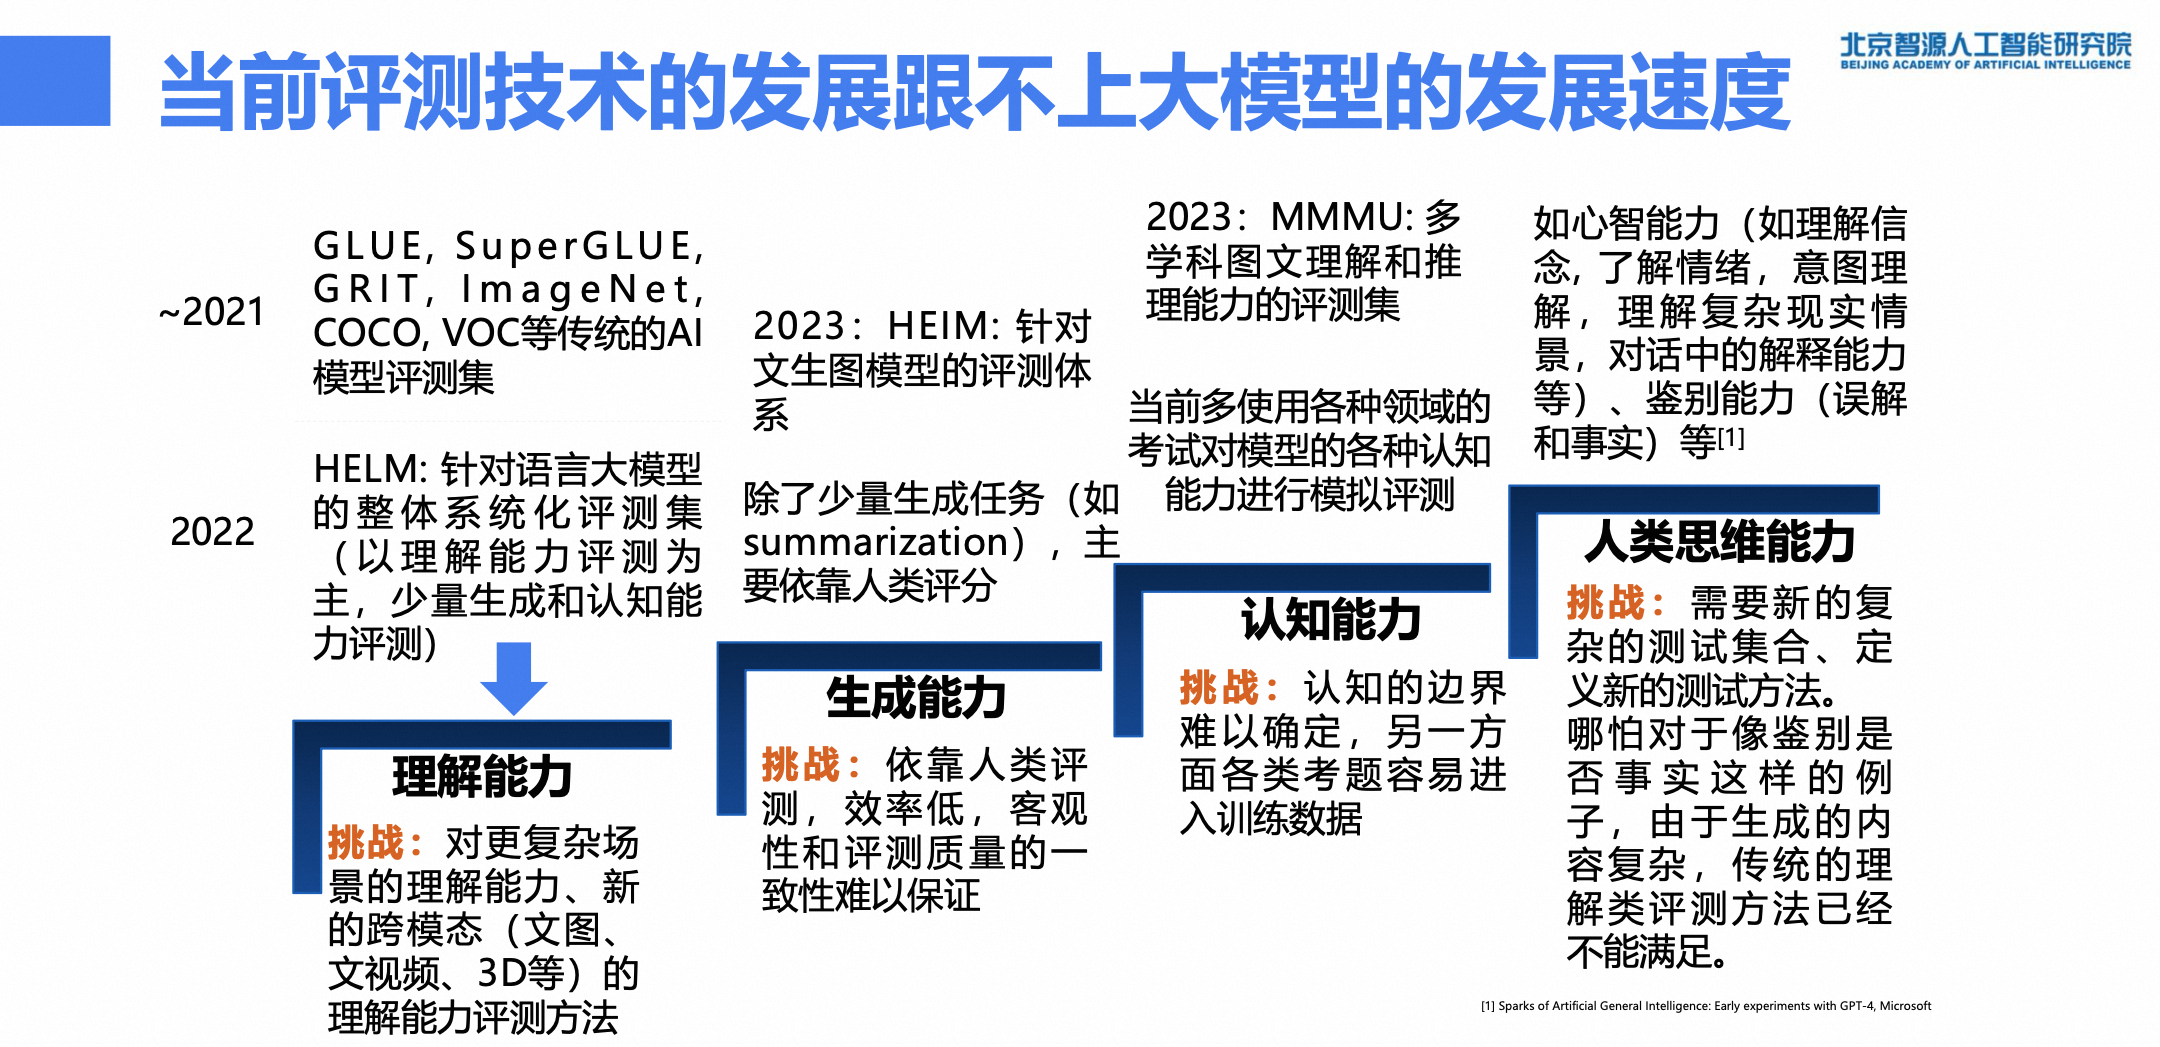 当前评测技术的发展跟不上大模型的发展速度
北京智源人工智能研究院
BEIJING ACADEMY OF ARTIFICIAL INTELLIGENCE
~2021
GLUE, SuperGLUE,
GRIT, ImageNet,
COCO, VOC等传统的AI
模型评测集
2022
HELM: 针对语言大模型
的整体系统化评测集
（以理解能力评测为
主，少量生成和认知能
力评测）
理解能力
挑战：对更复杂场
景的理解能力、新
的跨模态（文图、
文视频、3D等）的
理解能力评测方法
2023：HEIM: 针对
文生图模型的评测体
系
除了少量生成任务（如
summarization），主
要依靠人类评分
生成能力
挑战：依靠人类评
测，效率低，客观
性和评测质量的一
致性难以保证
2023：MMMU: 多
学科图文理解和推
理能力的评测集
当前多使用各种领域的
考试对模型的各种认知
能力进行模拟评测
认知能力
挑战：认知的边界
难以确定，另一方
面各类考题容易进
入训练数据
如心智能力（如理解信
念, 了解情绪，意图理
解，理解复杂现实情
景，对话中的解释能力
等）、鉴别能力（误解
和事实）等[1]
人类思维能力
挑战：需要新的复
杂的测试集合、定
义新的测试方法。
哪怕对于像鉴别是
否事实这样的例
子，由于生成的内
容复杂，传统的理
解类评测方法已经
不能满足。
[1] Sparks of Artificial General Intelligence: Early experiments with GPT-4, Microsoft